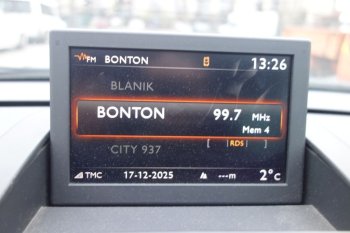 FM BONTON 13:26
BLANIK
BONTON 99.7 MHz
Mem 4
[ RDS ]
CITY 937
TMC 17-12-2025 ---m 2°C